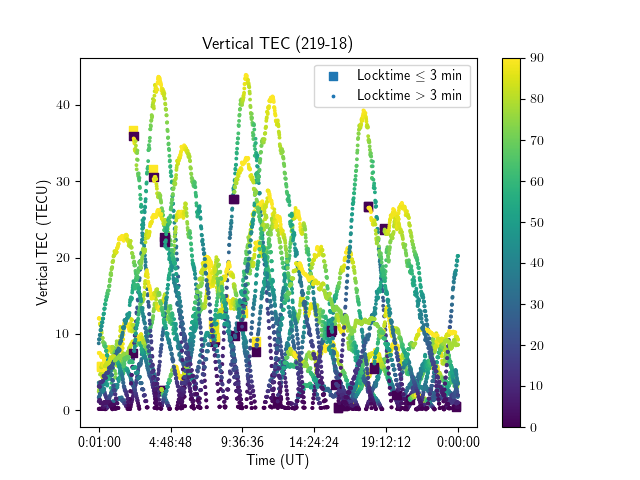 Vertical TEC (219-18)
Locktime ≤ 3 min
Locktime > 3 min
Vertical TEC (TECU)
40
30
20
10
0
0:01:00 4:48:48 9:36:36 14:24:24 19:12:12 0:00:00
Time (UT)
90
80
70
60
50
40
30
20
10
0